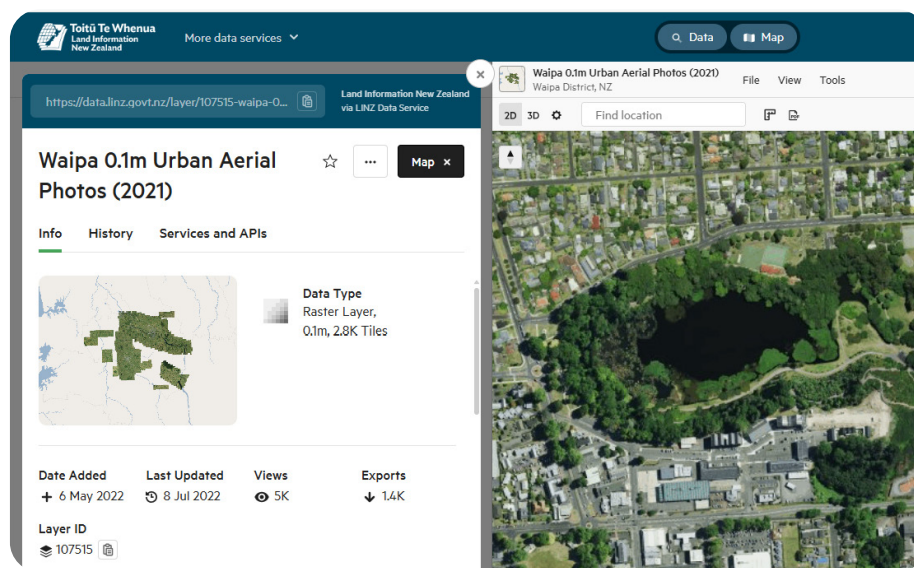 Toitū Te Whenua
Land Information
New Zealand
More data services
Data
Map
https://data.linz.govt.nz/layer/107515-waipa-0...
Land Information New Zealand
via LINZ Data Service
Waipa 0.1m Urban Aerial
Photos (2021)
Map ×
Info
History
Services and APIs
Data Type
Raster Layer,
0.1m, 2.8K Tiles
Date Added
Last Updated
Views
Exports
6 May 2022
8 Jul 2022
5K
1.4K
Layer ID
107515
Waipa 0.1m Urban Aerial Photos (2021)
Waipa District, NZ
File
View
Tools
2D
3D
Find location